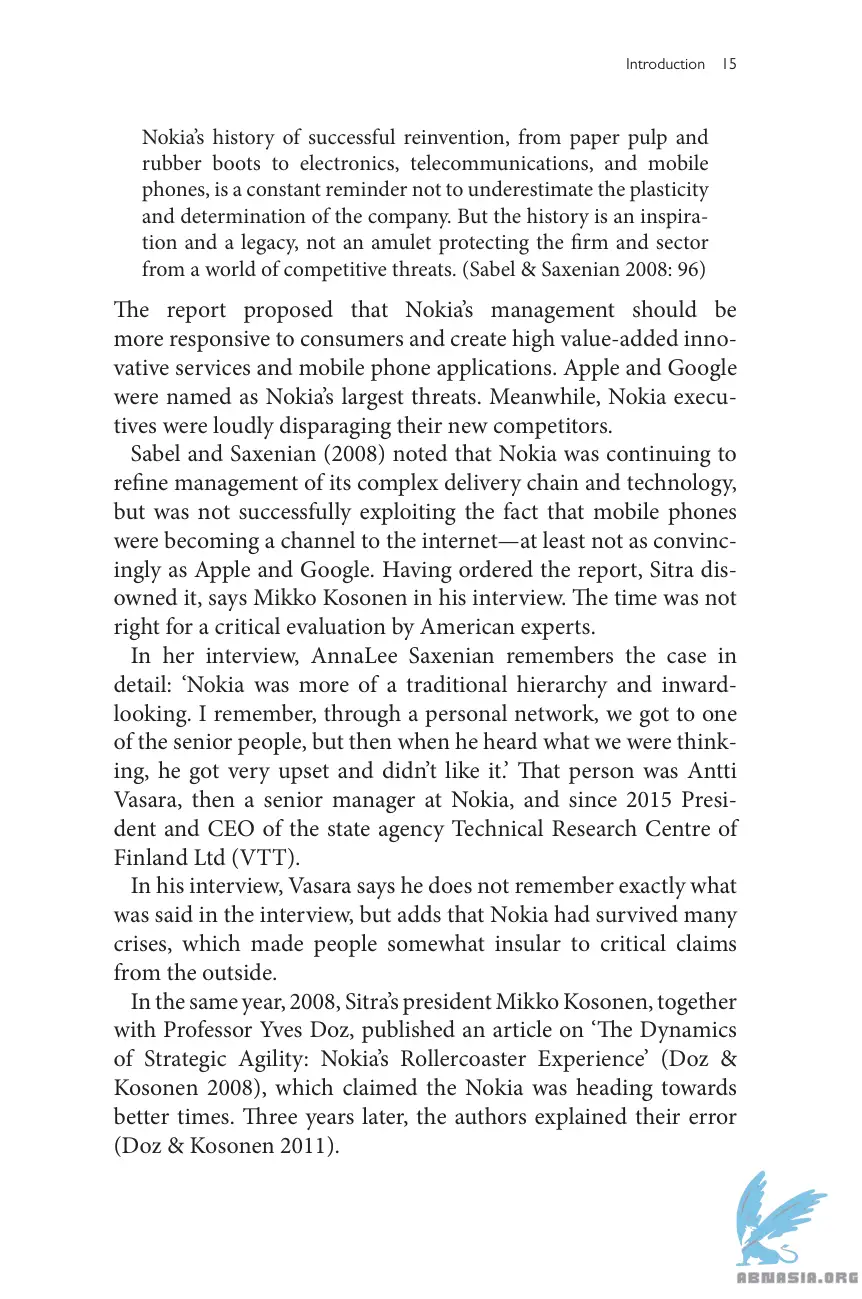 Introduction 15
Nokia’s history of successful reinvention, from paper pulp and
rubber boots to electronics, telecommunications, and mobile
phones, is a constant reminder not to underestimate the plasticity
and determination of the company. But the history is an inspira-
tion and a legacy, not an amulet protecting the firm and sector
from a world of competitive threats. (Sabel & Saxenian 2008: 96)
The report proposed that Nokia’s management should be
more responsive to consumers and create high value-added inno-
vative services and mobile phone applications. Apple and Google
were named as Nokia’s largest threats. Meanwhile, Nokia execu-
tives were loudly disparaging their new competitors.
Sabel and Saxenian (2008) noted that Nokia was continuing to
refine management of its complex delivery chain and technology,
but was not successfully exploiting the fact that mobile phones
were becoming a channel to the internet—at least not as convinc-
ingly as Apple and Google. Having ordered the report, Sitra dis-
owned it, says Mikko Kosonen in his interview. The time was not
right for a critical evaluation by American experts.
In her interview, AnnaLee Saxenian remembers the case in
detail: ‘Nokia was more of a traditional hierarchy and inward-
looking. I remember, through a personal network, we got to one
of the senior people, but then when he heard what we were think-
ing, he got very upset and didn’t like it.’ That person was Antti
Vasara, then a senior manager at Nokia, and since 2015 Presi-
dent and CEO of the state agency Technical Research Centre of
Finland Ltd (VTT).
In his interview, Vasara says he does not remember exactly what
was said in the interview, but adds that Nokia had survived many
crises, which made people somewhat insular to critical claims
from the outside.
In the same year, 2008, Sitra’s president Mikko Kosonen, together
with Professor Yves Doz, published an article on ‘The Dynamics
of Strategic Agility: Nokia’s Rollercoaster Experience’ (Doz &
Kosonen 2008), which claimed the Nokia was heading towards
better times. Three years later, the authors explained their error
(Doz & Kosonen 2011).
ABNASIA.ORG